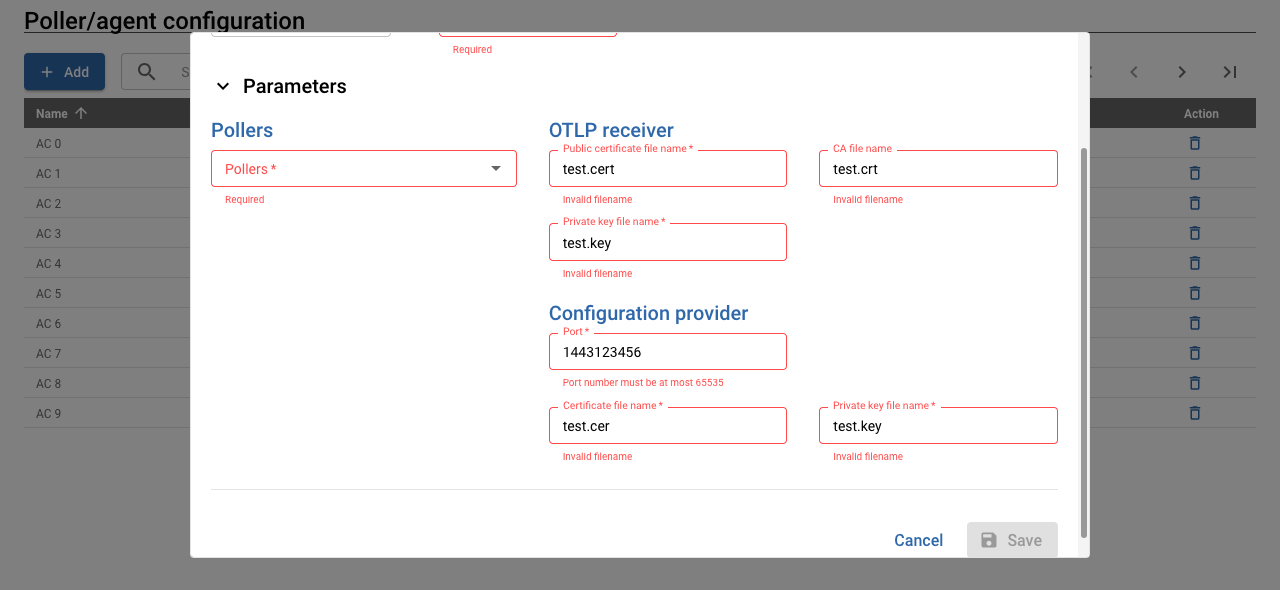 Poller/agent configuration
Add
S
Required
Parameters
Name
Action
Pollers
OTLP receiver
Pollers *
Required
Public certificate file name *
test.cert
Invalid filename
CA file name
test.crt
Invalid filename
Private key file name *
test.key
Invalid filename
Configuration provider
Port *
1443123456
Port number must be at most 65535
Certificate file name *
test.cer
Invalid filename
Private key file name *
test.key
Invalid filename
AC 0
AC 1
AC 2
AC 3
AC 4
AC 5
AC 6
AC 7
AC 8
AC 9
Cancel
Save